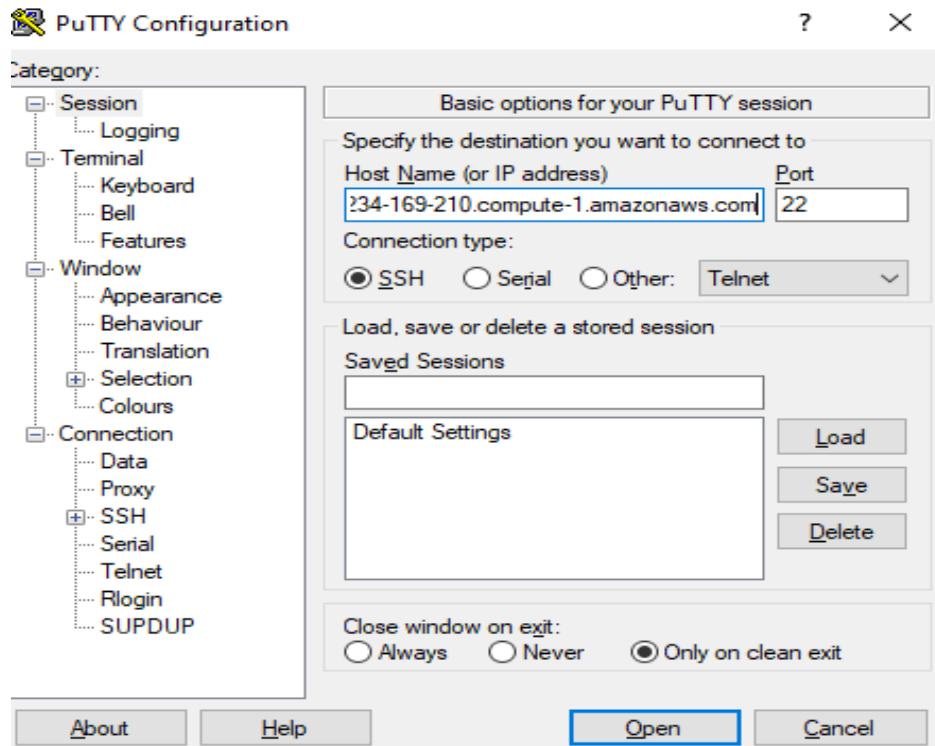 PuTTY Configuration
?
Category:
Session
Logging
Terminal
Keyboard
Bell
Features
Window
Appearance
Behaviour
Translation
Selection
Colours
Connection
Data
Proxy
SSH
Serial
Telnet
Rlogin
SUPDUP
Basic options for your PuTTY session
Specify the destination you want to connect to
Host Name (or IP address) Port
234-169-210.compute-1.amazonaws.com 22
Connection type:
SSH Serial Other: Telnet
Load, save or delete a stored session
Saved Sessions
Default Settings
Load
Save
Delete
Close window on exit:
Always Never Only on clean exit
About Help Open Cancel